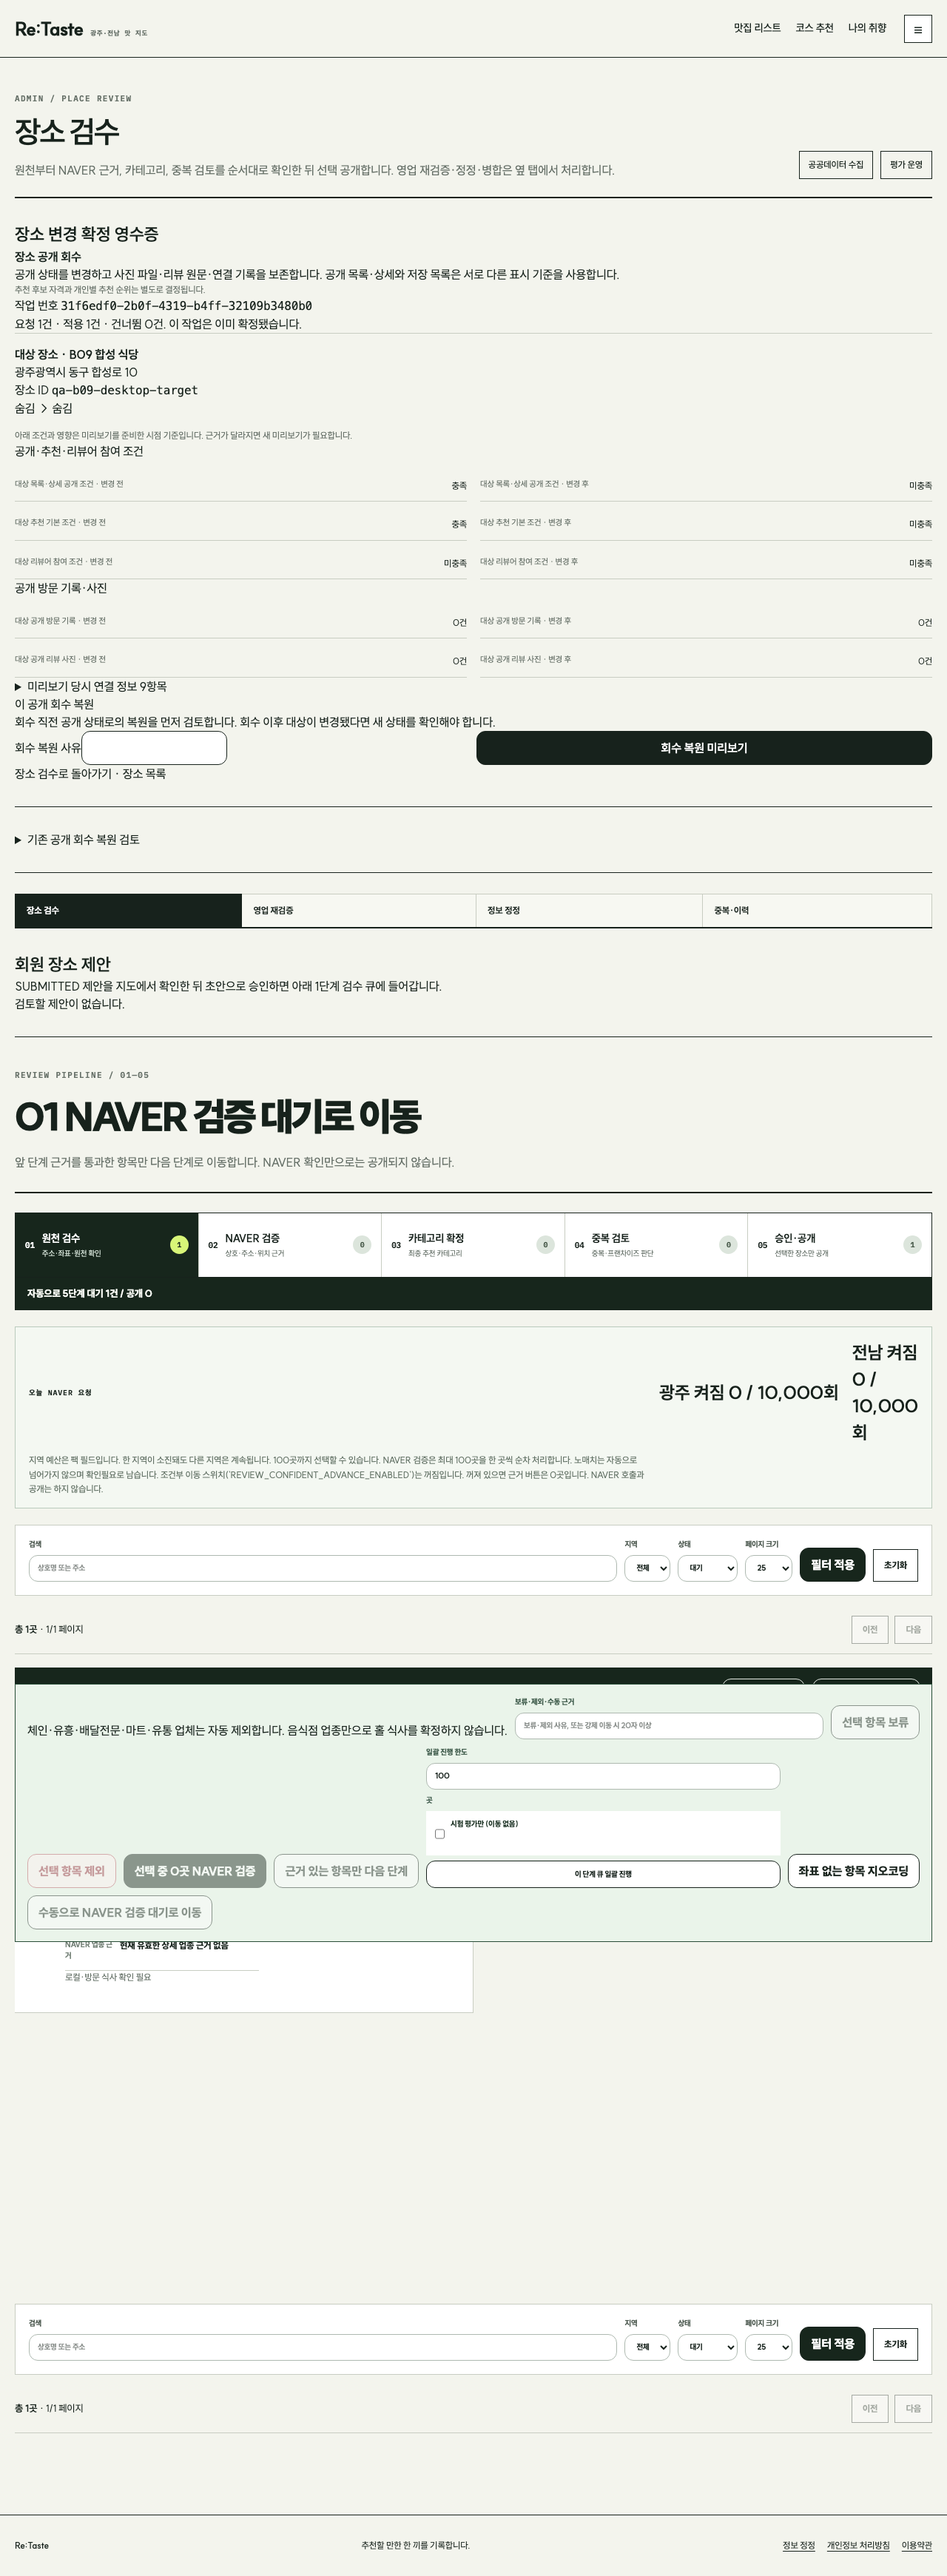 Re:Taste 광주·전남 맛 지도
맛집 리스트 코스 추천 나의 취향
ADMIN / PLACE REVIEW
장소 검수
원천부터 NAVER 근거, 카테고리, 중복 검토를 순서대로 확인한 뒤 선택 공개합니다. 영업 재검증·정정·병합은 옆 탭에서 처리합니다.
공공데이터 수집 평가 운영
장소 변경 확정 영수증
장소 공개 회수
공개 상태를 변경하고 사진 파일·리뷰 원문·연결 기록을 보존합니다. 공개 목록·상세와 저장 목록은 서로 다른 표시 기준을 사용합니다.
추천 후보 자격과 개인별 추천 순위는 별도로 결정됩니다.
작업 번호 31f6edf0-2b0f-4319-b4ff-32109b3480b0
요청 1건 · 적용 1건 · 건너뜀 0건. 이 작업은 이미 확정됐습니다.
대상 장소 · B09 합성 식당
광주광역시 동구 합성로 10
장소 ID qa-b09-desktop-target
숨김 > 숨김
아래 조건과 영향은 미리보기를 준비한 시점 기준입니다. 근거가 달라지면 새 미리보기가 필요합니다.
공개·추천·리뷰어 참여 조건
대상 목록·상세 공개 조건 · 변경 전 충족 대상 목록·상세 공개 조건 · 변경 후 미충족
대상 추천 기본 조건 · 변경 전 충족 대상 추천 기본 조건 · 변경 후 미충족
대상 리뷰어 참여 조건 · 변경 전 미충족 대상 리뷰어 참여 조건 · 변경 후 미충족
공개 방문 기록·사진
대상 공개 방문 기록 · 변경 전 0건 대상 공개 방문 기록 · 변경 후 0건
대상 공개 리뷰 사진 · 변경 전 0건 대상 공개 리뷰 사진 · 변경 후 0건
▶ 미리보기 당시 연결 정보 9항목
이 공개 회수 복원
회수 직전 공개 상태로의 복원을 먼저 검토합니다. 회수 이후 대상이 변경됐다면 새 상태를 확인해야 합니다.
회수 복원 사유 회수 복원 미리보기
장소 검수로 돌아가기 · 장소 목록
▶ 기존 공개 회수 복원 검토
장소 검수 영업 재검증 정보 정정 중복·이력
회원 장소 제안
SUBMITTED 제안을 지도에서 확인한 뒤 초안으로 승인하면 아래 1단계 검수 큐에 들어갑니다.
검토할 제안이 없습니다.
REVIEW PIPELINE / 01—05
01 NAVER 검증 대기로 이동
앞 단계 근거를 통과한 항목만 다음 단계로 이동합니다. NAVER 확인만으로는 공개되지 않습니다.
01 원천 검수 주소·좌표·원천 확인 1
02 NAVER 검증 상호·주소·위치 근거 0
03 카테고리 확정 최종 추천 카테고리 0
04 중복 검토 중복·프랜차이즈 판단 0
05 승인·공개 선택한 장소만 공개 1
자동으로 5단계 대기 1건 / 공개 0
오늘 NAVER 요청
광주 켜짐 0 / 10,000회
전남 켜짐
0 /
10,000
회
지역 예산은 팩 필드입니다. 한 지역이 소진돼도 다른 지역은 계속됩니다. 100곳까지 선택할 수 있습니다. NAVER 검증은 최대 100곳을 한 곳씩 순차 처리합니다. 노매치는 자동으로
넘어가지 않으며 확인필요로 남습니다. 조건부 이동 스위치(`REVIEW_CONFIDENT_ADVANCE_ENABLED`)는 꺼짐입니다. 꺼져 있으면 근거 버튼은 0곳입니다. NAVER 호출과
공개는 하지 않습니다.
검색 지역 상태 페이지 크기
상호명 또는 주소 전체 대기 25 필터 적용 초기화
총 1곳 · 1/1 페이지 이전 다음
체인·유흥·배달전문·마트·유통 업체는 자동 제외합니다. 음식점 업종만으로 홀 식사를 확정하지 않습니다.
보류·제외·수동 근거
보류·제외 사유, 또는 강제 이동 시 20자 이상
선택 항목 보류
일괄 진행 한도
100
곳
시험 평가만 (이동 없음)
선택 항목 제외 선택 중 0곳 NAVER 검증 근거 있는 항목만 다음 단계 이 단계 큐 일괄 진행 좌표 없는 항목 지오코딩
수동으로 NAVER 검증 대기로 이동
NAVER 업종 근 현재 유효한 상세 업종 근거 없음
거
로컬·방문 식사 확인 필요
검색 지역 상태 페이지 크기
상호명 또는 주소 전체 대기 25 필터 적용 초기화
총 1곳 · 1/1 페이지 이전 다음
Re:Taste 추천할 만한 한 끼를 기록합니다. 정보 정정 개인정보 처리방침 이용약관